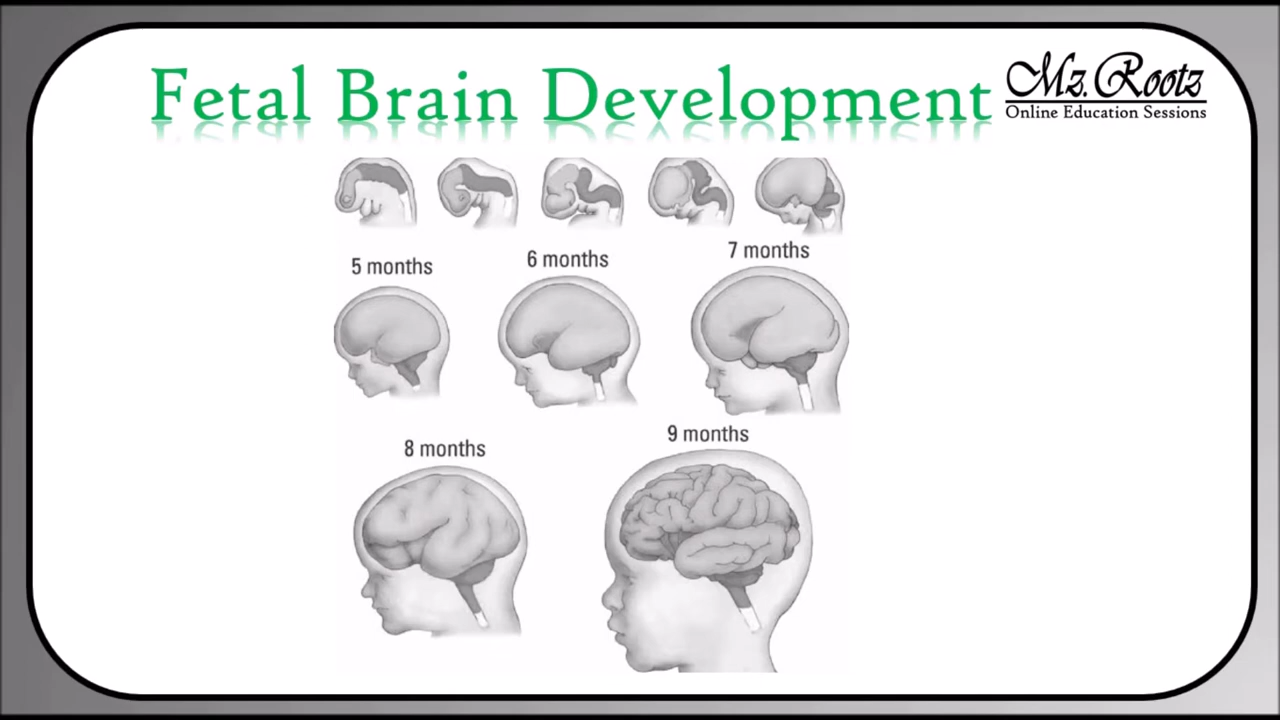 Fetal Brain Development
Mz. Rootz
Online Education Sessions
5 months
6 months
7 months
8 months
9 months